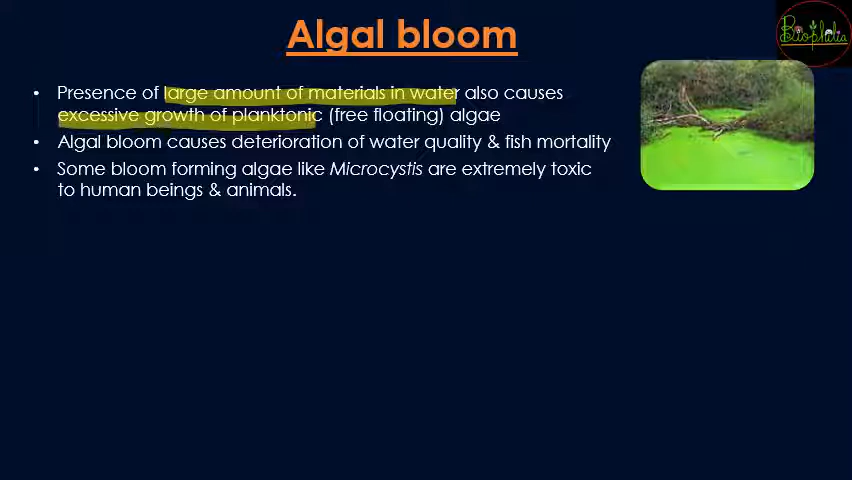 Algal bloom
Biophilia
• Presence of large amount of materials in water also causes
excessive growth of planktonic (free floating) algae
• Algal bloom causes deterioration of water quality & fish mortality
• Some bloom forming algae like Microcystis are extremely toxic
to human beings & animals.